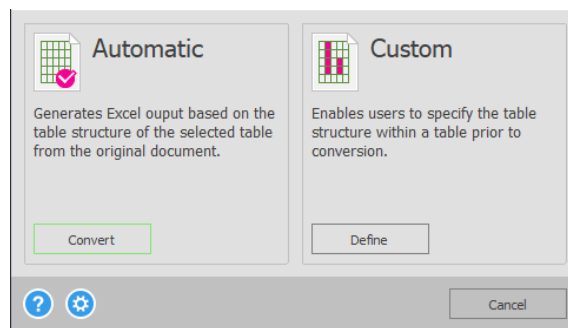 Automatic
Generates Excel ouput based on the
table structure of the selected table
from the original document.
Convert
Custom
Enables users to specify the table
structure within a table prior to
conversion.
Define
?
Cancel